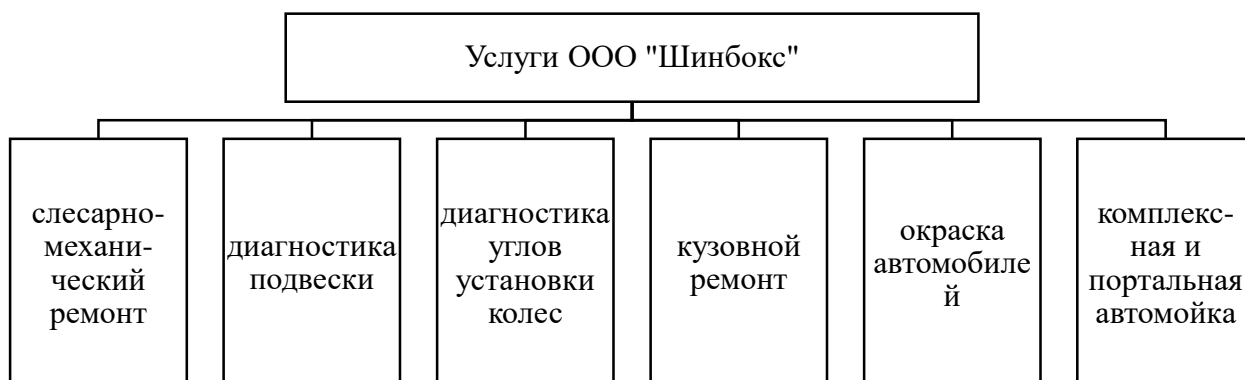 Услуги ООО "Шинбокс"
слесарно-
механи-
ческий
ремонт
диагностика
подвески
диагностика
углов
установки
колес
кузовной
ремонт
окраска
автомобиле
й
комплекс-
ная и
портальная
автомойка